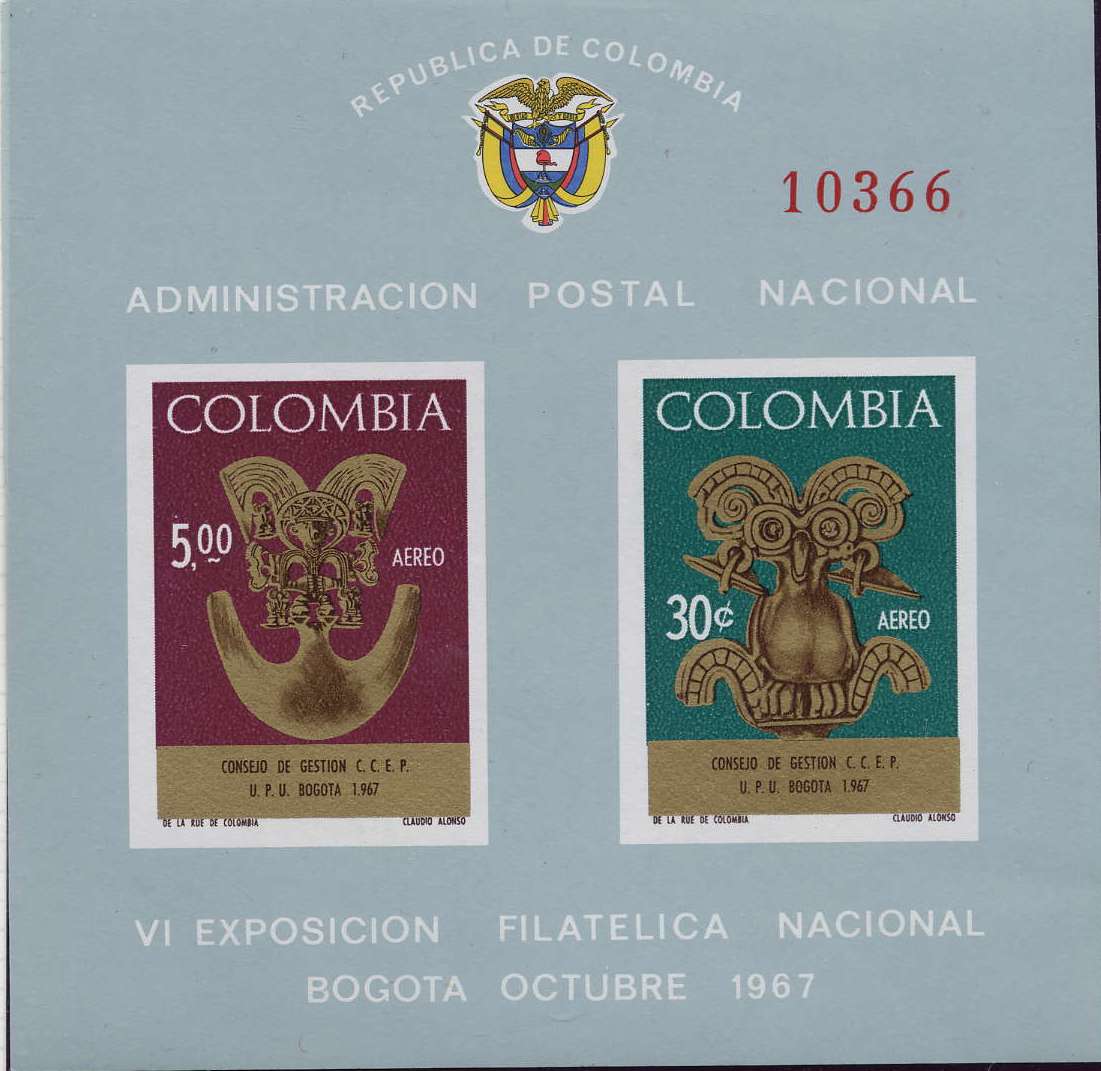 REPUBLICA DE COLOMBIA
10366
ADMINISTRACION POSTAL NACIONAL
COLOMBIA
5,00
AEREO
CONSEJO DE GESTION C. C. E. P.
U. P. U. BOGOTA 1.967
DE LA RUE DE COLOMBIA CLAUDIO ALONSO
COLOMBIA
30¢
AEREO
CONSEJO DE GESTION C. C. E. P.
U. P. U. BOGOTA 1.967
DE LA RUE DE COLOMBIA CLAUDIO ALONSO
VI EXPOSICION FILATELICA NACIONAL
BOGOTA OCTUBRE 1967